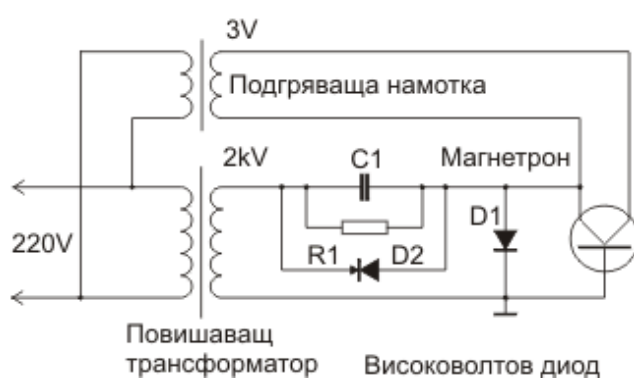 3V
Подгряваща намотка
2kV
C1
Магнетрон
D1
220V
R1
D2
Повишаващ
трансформатор
Високоволтов диод